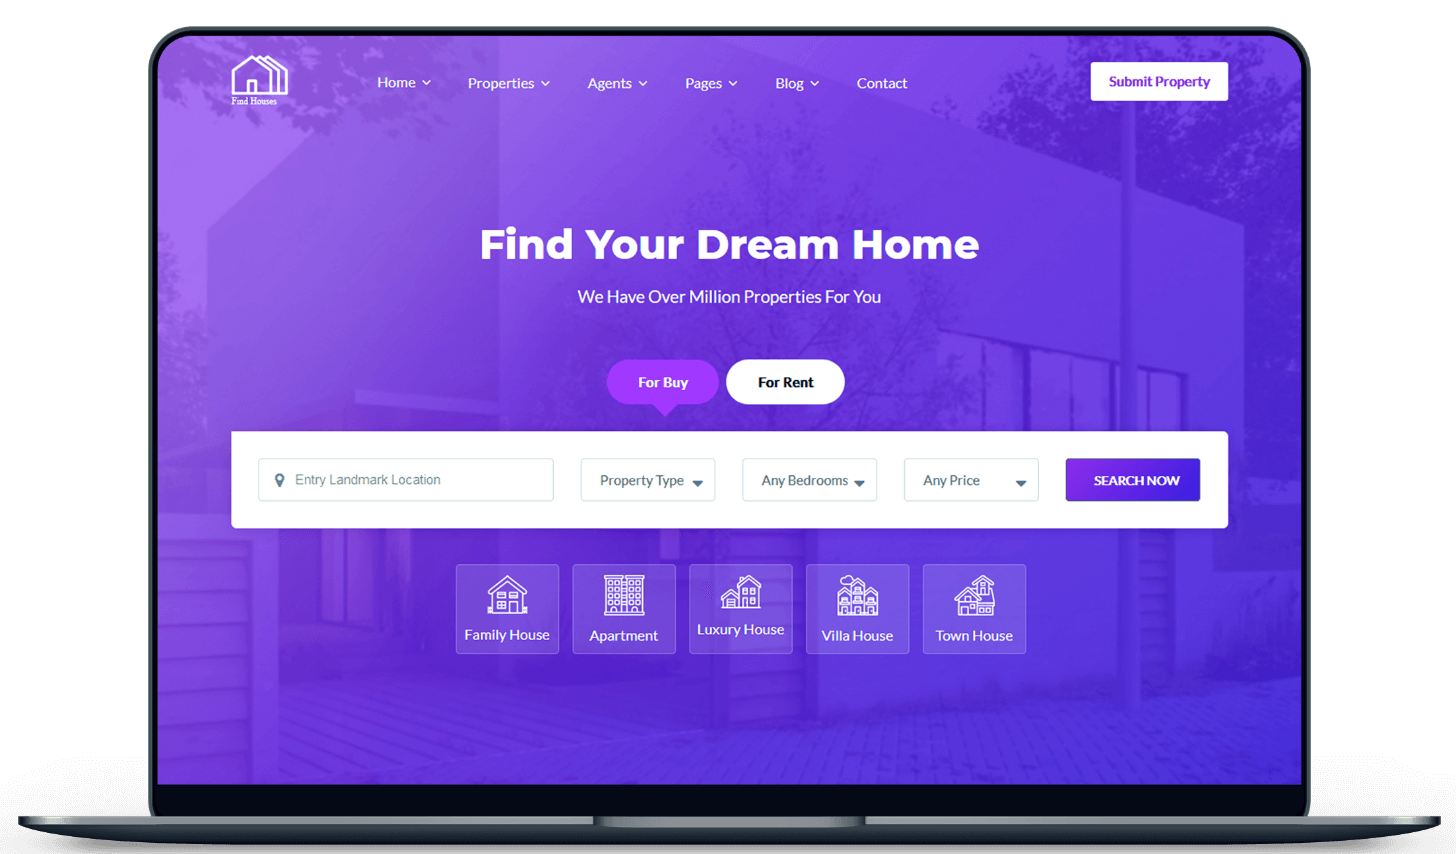 Find Houses
Home
Properties
Agents
Pages
Blog
Contact
Submit Property
Find Your Dream Home
We Have Over Million Properties For You
For Buy
For Rent
Entry Landmark Location
Property Type
Any Bedrooms
Any Price
SEARCH NOW
Family House
Apartment
Luxury House
Villa House
Town House